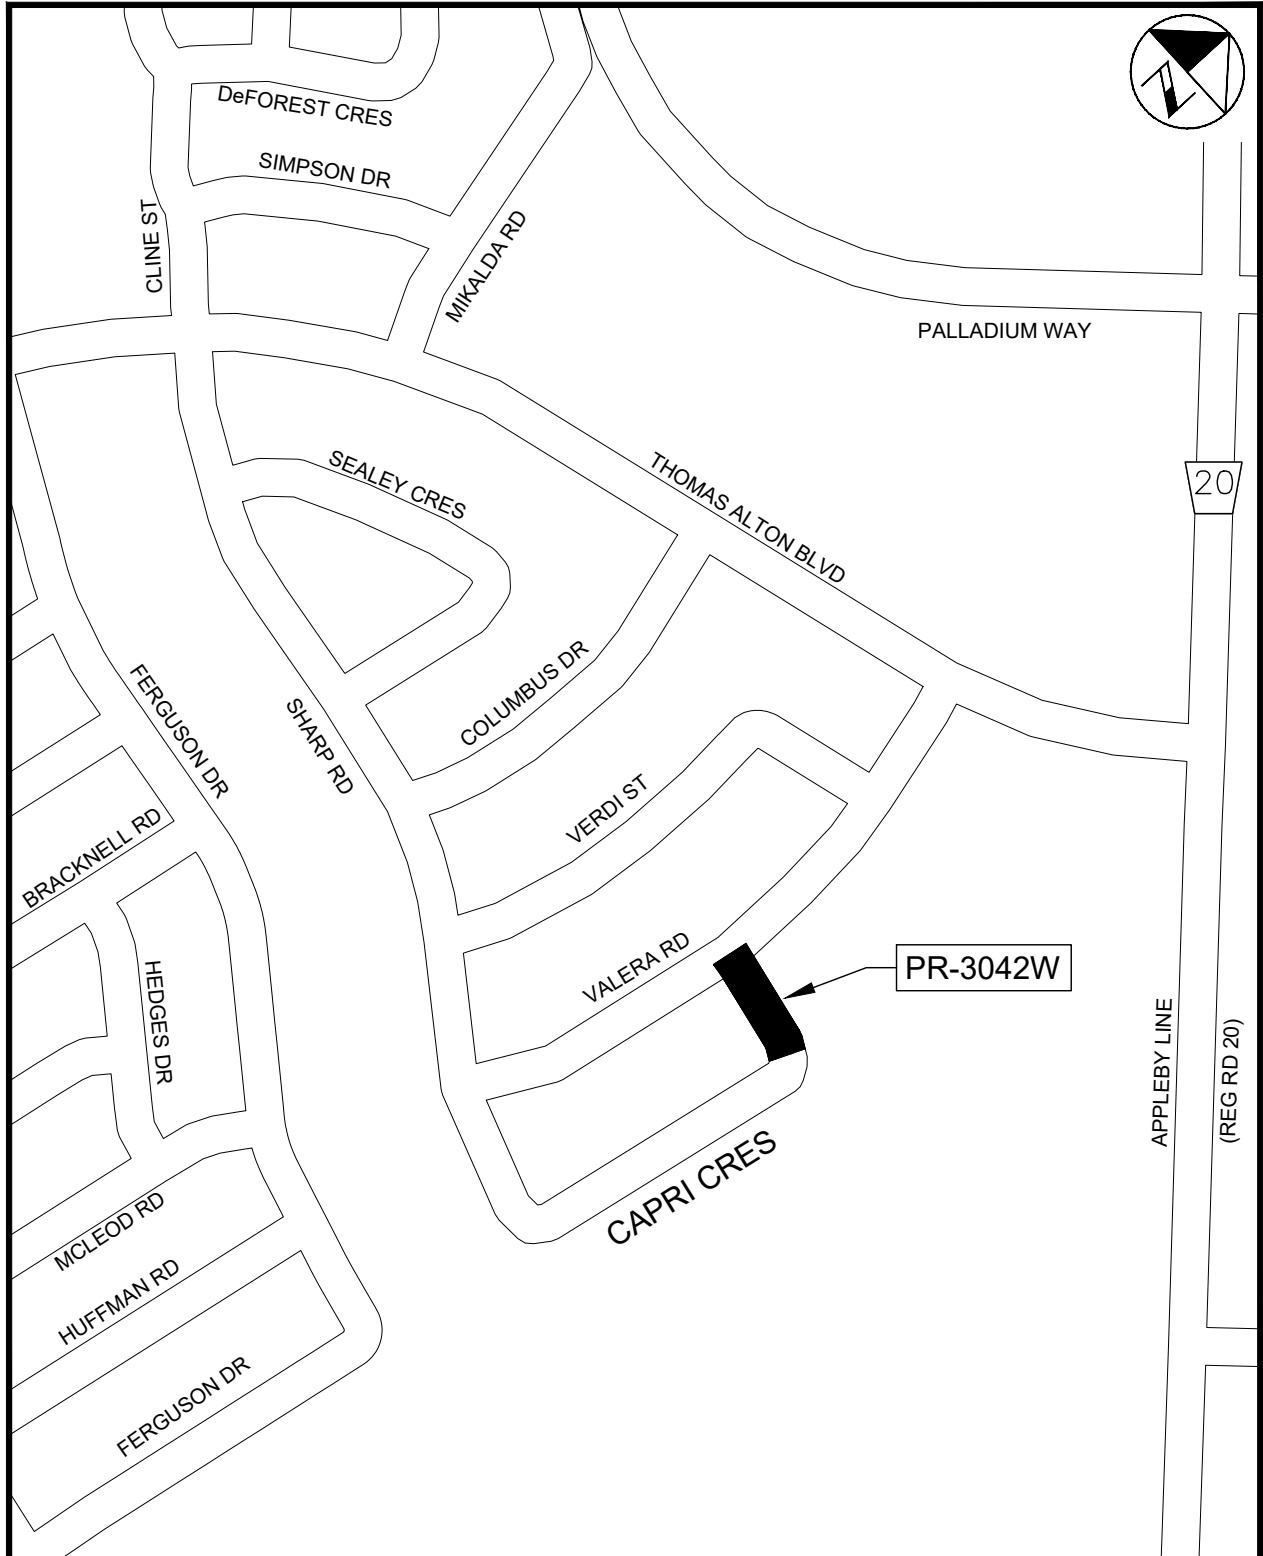 DeFOREST CRES
SIMPSON DR
CLINE ST
MIKALDA RD
PALLADIUM WAY
SEALEY CRES
THOMAS ALTON BLVD
20
COLUMBUS DR
FERGUSON DR
SHARP RD
VERDI ST
BRACKNELL RD
VALERA RD
PR-3042W
HEDGES DR
APPLEBY LINE
(REG RD 20)
CAPRI CRES
MCLEOD RD
HUFFMAN RD
FERGUSON DR